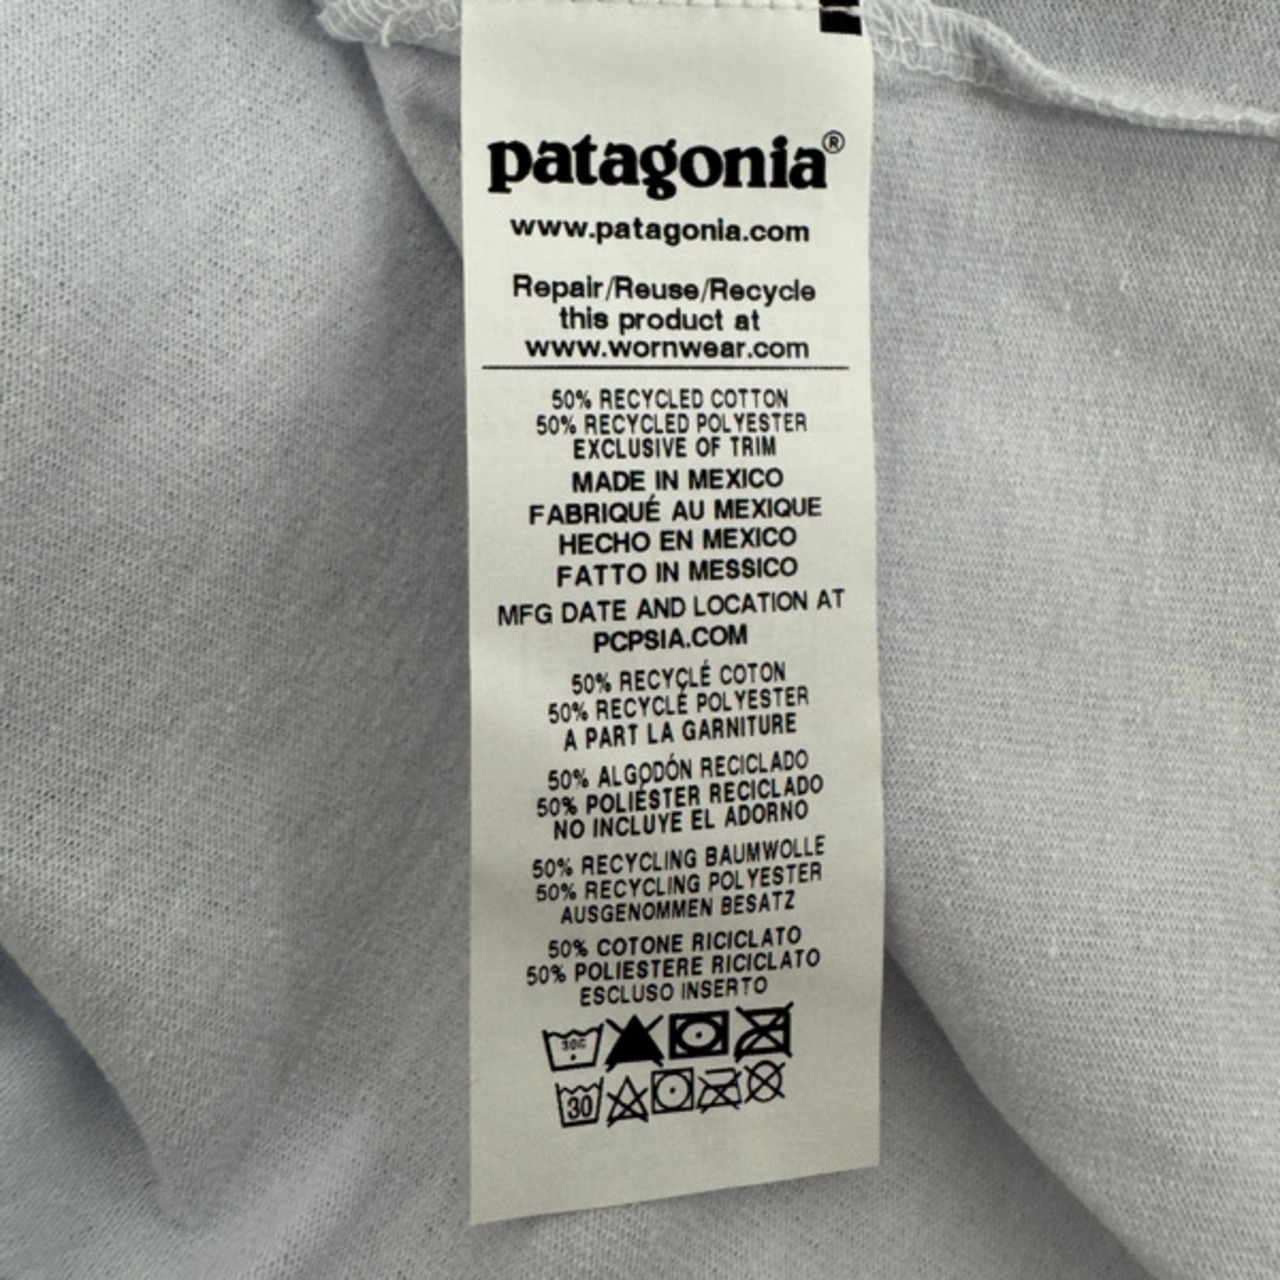 patagonia®
www.patagonia.com
Repair/Reuse/Recycle
this product at
www.wornwear.com
50% RECYCLED COTTON
50% RECYCLED POLYESTER
EXCLUSIVE OF TRIM
MADE IN MEXICO
FABRIQUÉ AU MEXIQUE
HECHO EN MEXICO
FATTO IN MESSICO
MFG DATE AND LOCATION AT
PCPSIA.COM
50% RECYCLÉ COTON
50% RECYCLÉ POLYESTER
A PART LA GARNITURE
50% ALGODÓN RECICLADO
50% POLIÉSTER RECICLADO
NO INCLUYE EL ADORNO
50% RECYCLING BAUMWOLLE
50% RECYCLING POLYESTER
AUSGENOMMEN BESATZ
50% COTONE RICICLATO
50% POLIESTERE RICICLATO
ESCLUSO INSERTO
30C
30